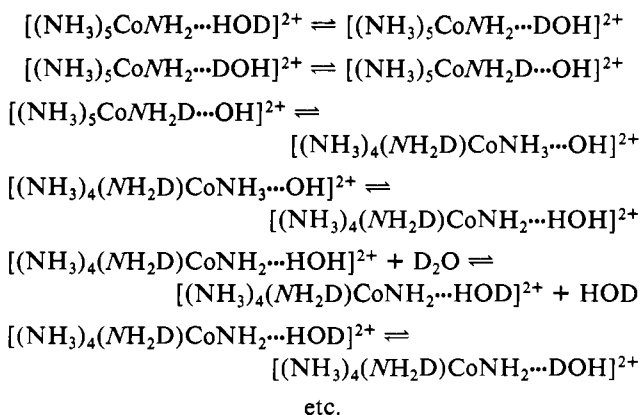 [(NH₃)₅CoNH₂···HOD]²⁺ ⇌ [(NH₃)₅CoNH₂···DOH]²⁺
[(NH₃)₅CoNH₂···DOH]²⁺ ⇌ [(NH₃)₅CoNH₂D···OH]²⁺
[(NH₃)₅CoNH₂D···OH]²⁺ ⇌
[(NH₃)₄(NH₂D)CoNH₃···OH]²⁺
[(NH₃)₄(NH₂D)CoNH₃···OH]²⁺ ⇌
[(NH₃)₄(NH₂D)CoNH₂···HOH]²⁺
[(NH₃)₄(NH₂D)CoNH₂···HOH]²⁺ + D₂O ⇌
[(NH₃)₄(NH₂D)CoNH₂···HOD]²⁺ + HOD
[(NH₃)₄(NH₂D)CoNH₂···HOD]²⁺ ⇌
[(NH₃)₄(NH₂D)CoNH₂···DOH]²⁺
etc.